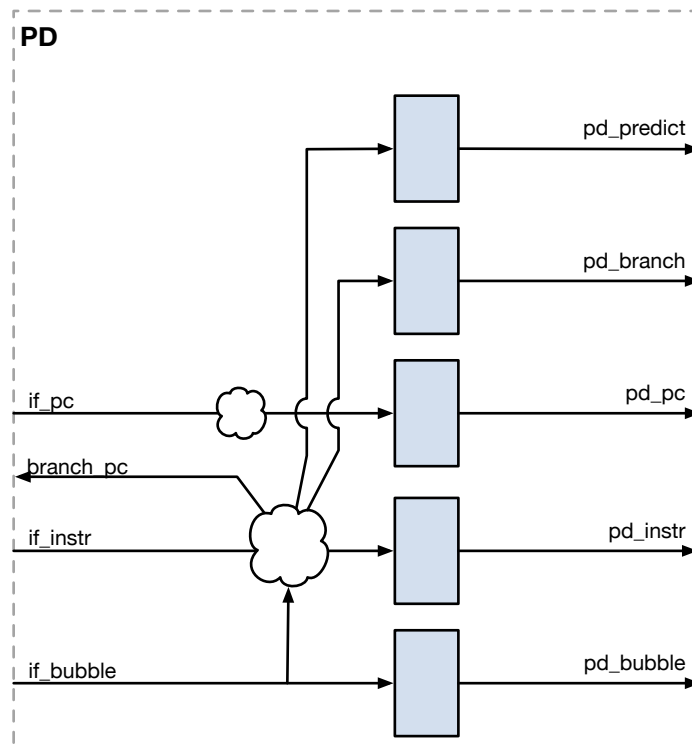 PD
pd_predict
pd_branch
if_pc
pd_pc
branch_pc
if_instr
pd_instr
if_bubble
pd_bubble